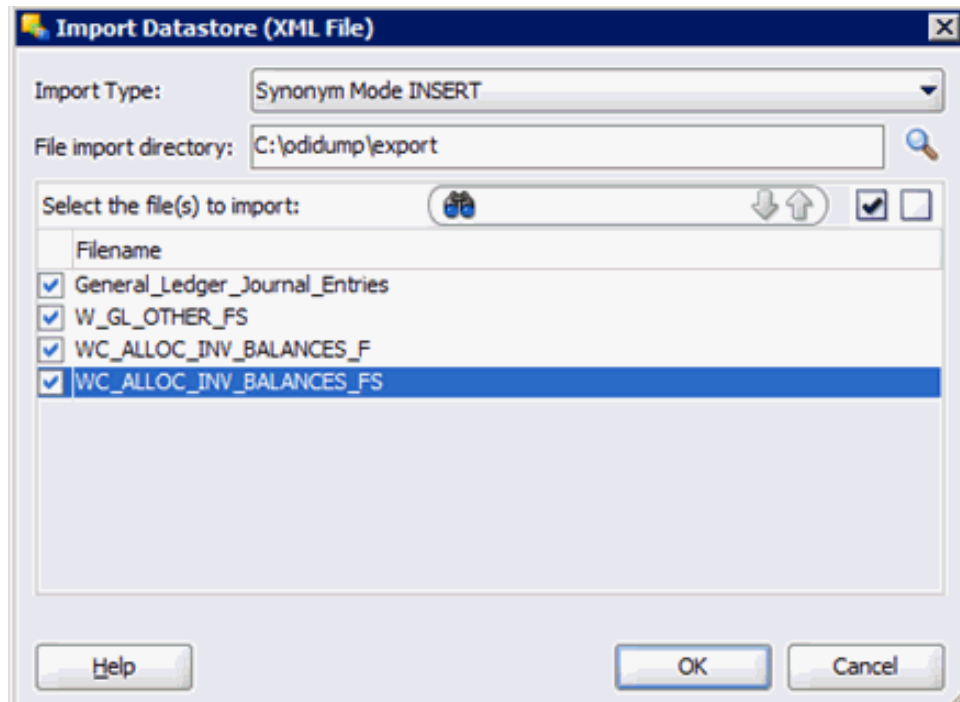 Import Datastore (XML File)
Import Type: Synonym Mode INSERT
File import directory: C:\odidump\export
Select the file(s) to import:
Filename
General_Ledger_Journal_Entries
W_GL_OTHER_FS
WC_ALLOC_INV_BALANCES_F
WC_ALLOC_INV_BALANCES_FS
Help OK Cancel